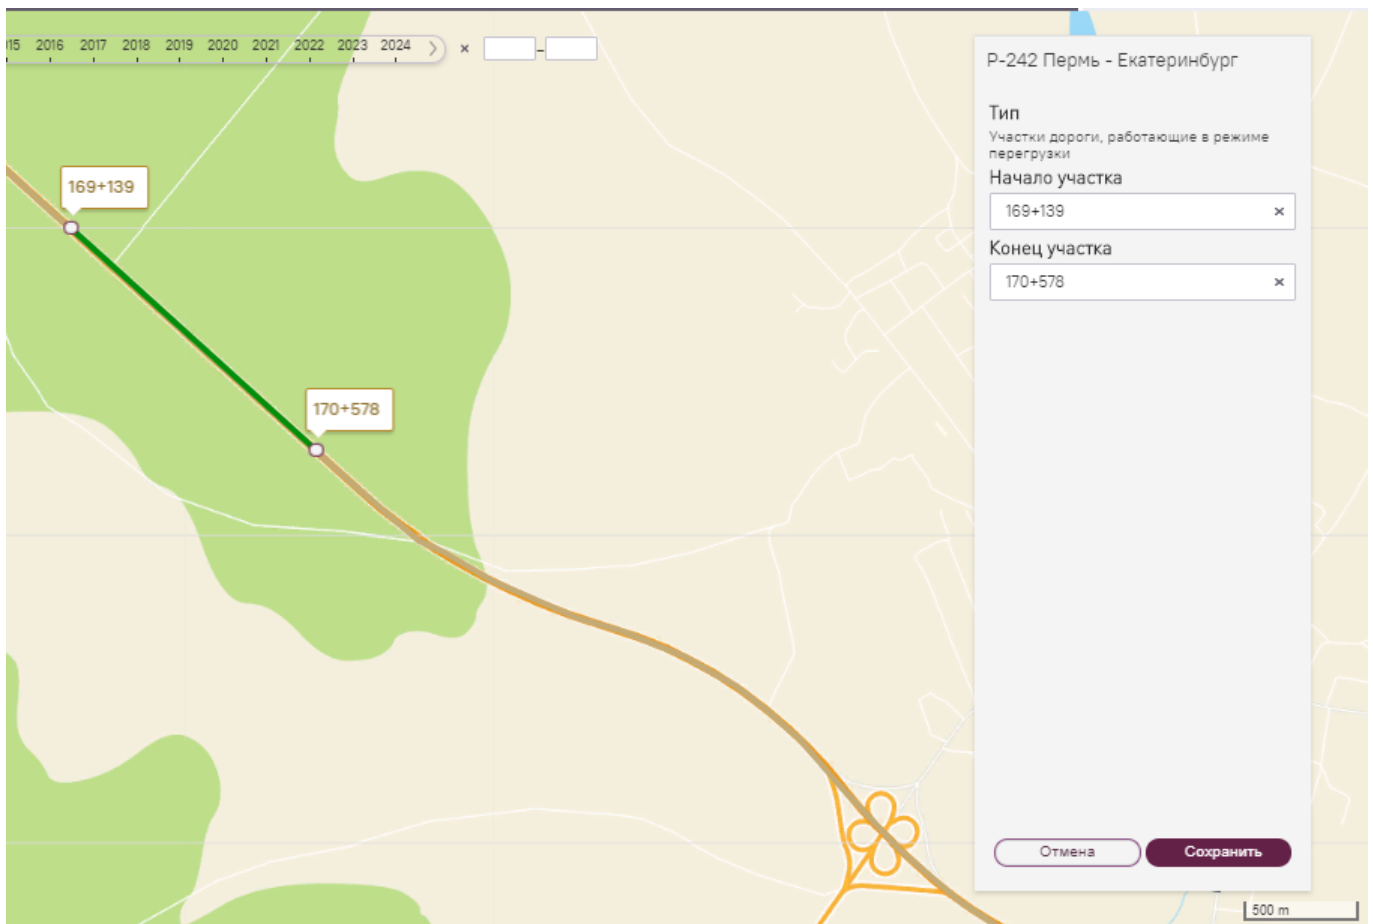 15 2016 2017 2018 2019 2020 2021 2022 2023 2024
169+139
170+578
Р-242 Пермь - Екатеринбург
Тип
Участки дороги, работающие в режиме
перегрузки
Начало участка
169+139
Конец участка
170+578
Отмена
Сохранить
500 m